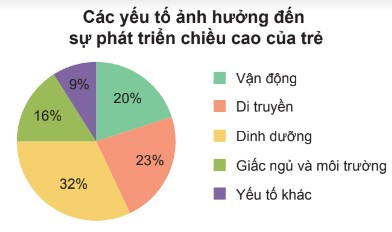 Các yếu tố ảnh hưởng đến
sự phát triển chiều cao của trẻ
9%
20%
16%
23%
32%
Vận động
Di truyền
Dinh dưỡng
Giấc ngủ và môi trường
Yếu tố khác